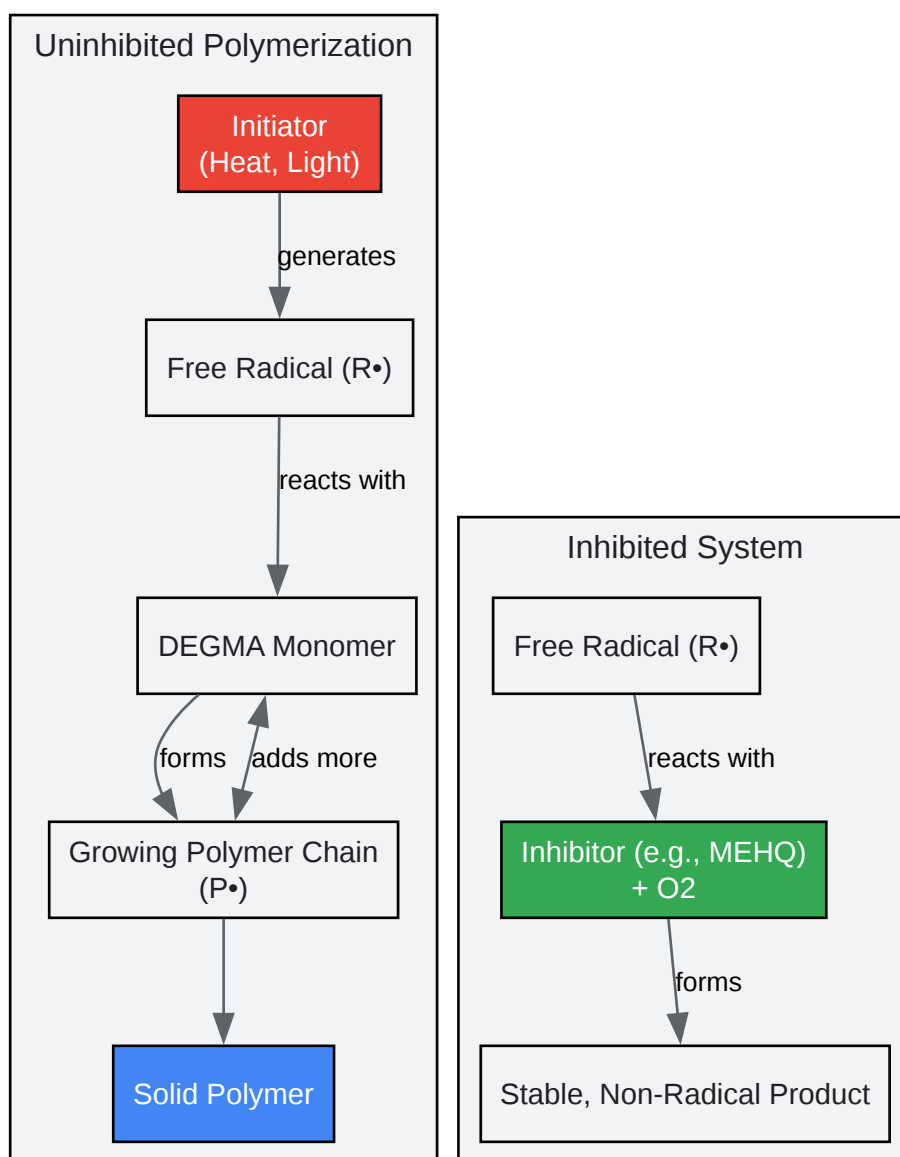 Uninhibited Polymerization
Initiator
(Heat, Light)
generates
Free Radical (R•)
reacts with
DEGMA Monomer
forms
adds more
Growing Polymer Chain
(P•)
Solid Polymer
Inhibited System
Free Radical (R•)
reacts with
Inhibitor (e.g., MEHQ)
+ O2
forms
Stable, Non-Radical Product